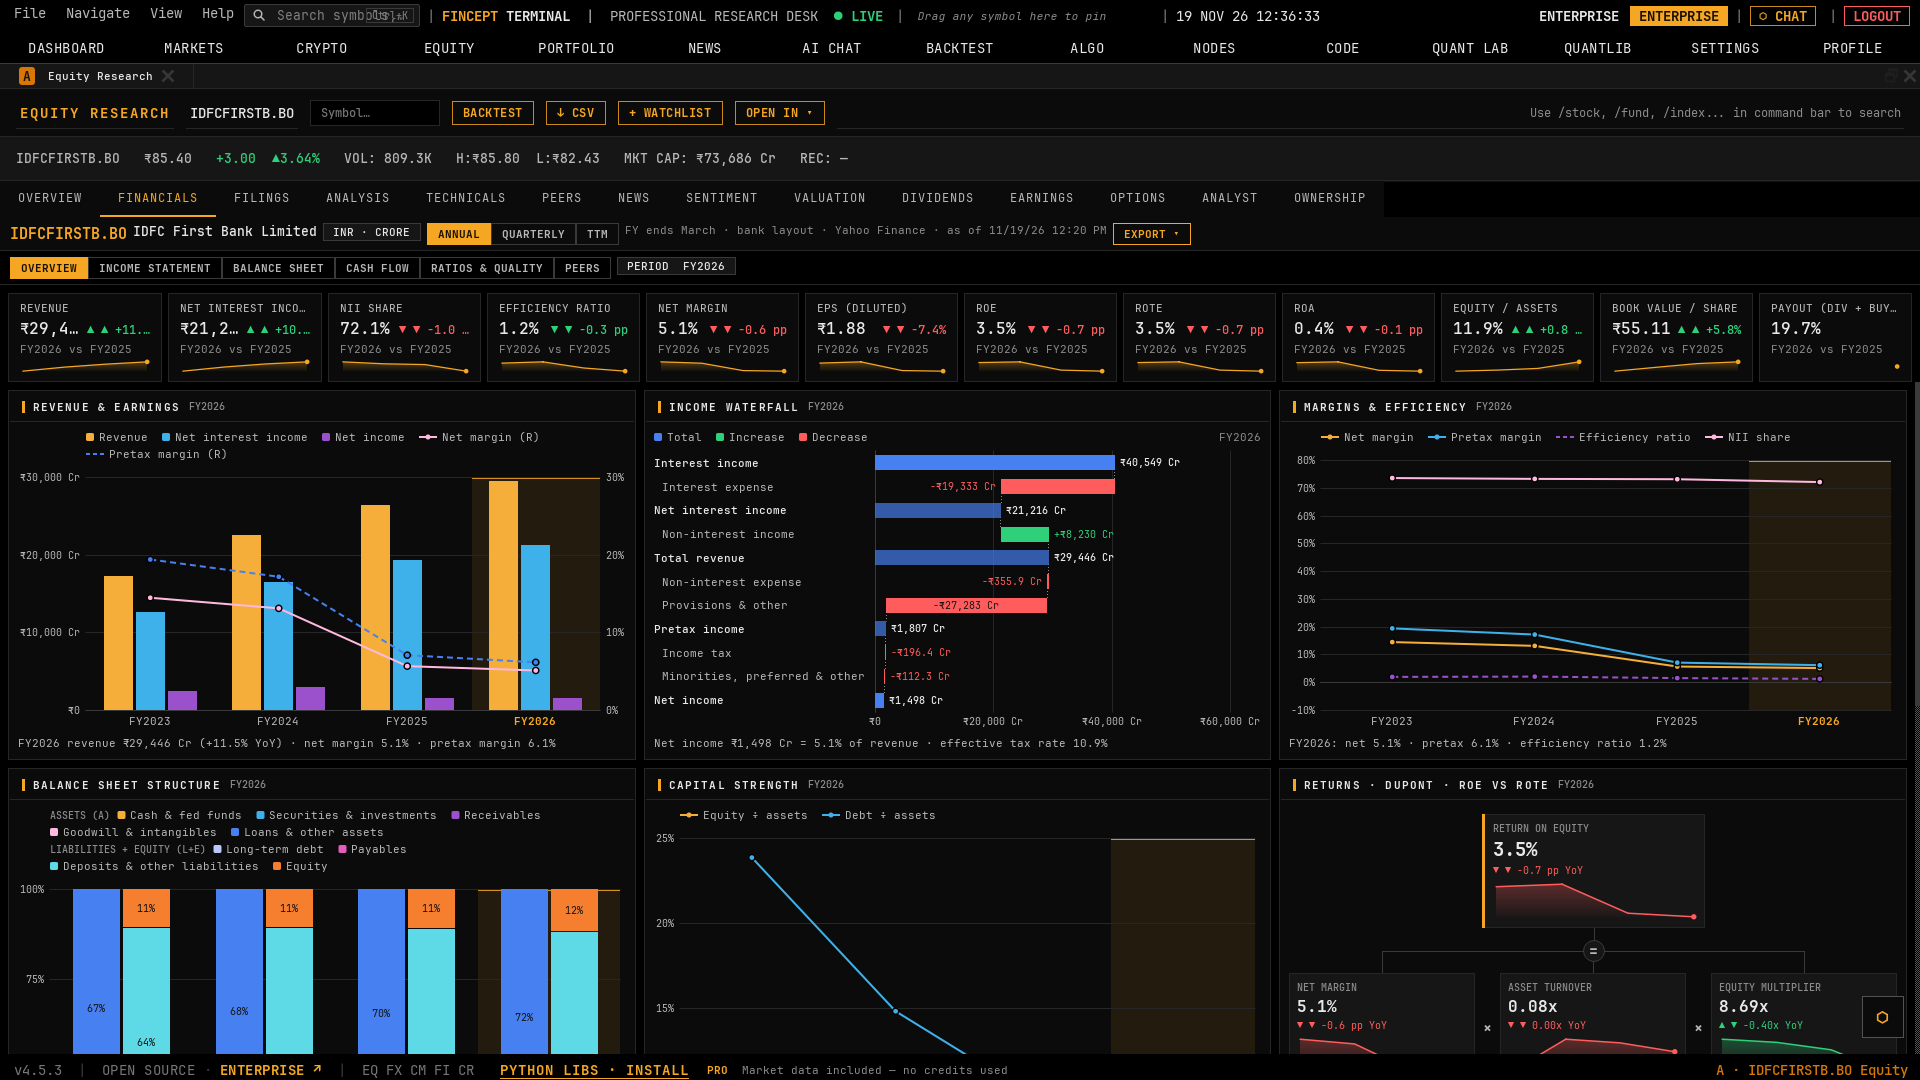 File Navigate View Help Search symbols… | FINCEPT TERMINAL | PROFESSIONAL RESEARCH DESK ● LIVE | Drag any symbol here to pin | 19 NOV 26 12:36:33 ENTERPRISE ENTERPRISE | CHAT | LOGOUT
DASHBOARD MARKETS CRYPTO EQUITY PORTFOLIO NEWS AI CHAT BACKTEST ALGO NODES CODE QUANT LAB QUANTLIB SETTINGS PROFILE
A Equity Research
EQUITY RESEARCH IDFCFIRSTB.BO Symbol… BACKTEST ↓ CSV + WATCHLIST OPEN IN ▾ Use /stock, /fund, /index... in command bar to search
IDFCFIRSTB.BO ₹85.40 +3.00 ▲3.64% VOL: 809.3K H:₹85.80 L:₹82.43 MKT CAP: ₹73,686 Cr REC: —
OVERVIEW FINANCIALS FILINGS ANALYSIS TECHNICALS PEERS NEWS SENTIMENT VALUATION DIVIDENDS EARNINGS OPTIONS ANALYST OWNERSHIP
IDFCFIRSTB.BO IDFC First Bank Limited INR · CRORE ANNUAL QUARTERLY TTM FY ends March · bank layout · Yahoo Finance · as of 11/19/26 12:20 PM EXPORT ▾
OVERVIEW INCOME STATEMENT BALANCE SHEET CASH FLOW RATIOS & QUALITY PEERS PERIOD FY2026
REVENUE NET INTEREST INCO… NII SHARE EFFICIENCY RATIO NET MARGIN EPS (DILUTED) ROE ROTE ROA EQUITY / ASSETS BOOK VALUE / SHARE PAYOUT (DIV + BUY…
₹29,4… ▲ ▲ +11.… ₹21,2… ▲ ▲ +10.… 72.1% ▼ ▼ -1.0 … 1.2% ▼ ▼ -0.3 pp 5.1% ▼ ▼ -0.6 pp ₹1.88 ▼ ▼ -7.4% 3.5% ▼ ▼ -0.7 pp 3.5% ▼ ▼ -0.7 pp 0.4% ▼ ▼ -0.1 pp 11.9% ▲ ▲ +0.8 … ₹55.11 ▲ ▲ +5.8% 19.7%
FY2026 vs FY2025 FY2026 vs FY2025 FY2026 vs FY2025 FY2026 vs FY2025 FY2026 vs FY2025 FY2026 vs FY2025 FY2026 vs FY2025 FY2026 vs FY2025 FY2026 vs FY2025 FY2026 vs FY2025 FY2026 vs FY2025 FY2026 vs FY2025
REVENUE & EARNINGS FY2026
Revenue Net interest income Net income Net margin (R)
Pretax margin (R)
₹30,000 Cr 30%
₹20,000 Cr 20%
₹10,000 Cr 10%
₹0 0%
FY2023 FY2024 FY2025 FY2026
FY2026 revenue ₹29,446 Cr (+11.5% YoY) · net margin 5.1% · pretax margin 6.1%
INCOME WATERFALL FY2026
Total Increase Decrease FY2026
Interest income ₹40,549 Cr
Interest expense -₹19,333 Cr
Net interest income ₹21,216 Cr
Non-interest income +₹8,230 Cr
Total revenue ₹29,446 Cr
Non-interest expense -₹355.9 Cr
Provisions & other -₹27,283 Cr
Pretax income ₹1,807 Cr
Income tax -₹196.4 Cr
Minorities, preferred & other -₹112.3 Cr
Net income ₹1,498 Cr
₹0 ₹20,000 Cr ₹40,000 Cr ₹60,000 Cr
Net income ₹1,498 Cr = 5.1% of revenue · effective tax rate 10.9%
MARGINS & EFFICIENCY FY2026
Net margin Pretax margin Efficiency ratio NII share
80%
70%
60%
50%
40%
30%
20%
10%
0%
-10%
FY2023 FY2024 FY2025 FY2026
FY2026: net 5.1% · pretax 6.1% · efficiency ratio 1.2%
BALANCE SHEET STRUCTURE FY2026
ASSETS (A) Cash & fed funds Securities & investments Receivables
Goodwill & intangibles Loans & other assets
LIABILITIES + EQUITY (L+E) Long-term debt Payables
Deposits & other liabilities Equity
100%
11% 11% 11% 12%
75%
67% 68% 70% 72%
64%
CAPITAL STRENGTH FY2026
Equity ÷ assets Debt ÷ assets
25%
20%
15%
RETURNS · DUPONT · ROE VS ROTE FY2026
RETURN ON EQUITY
3.5%
▼ ▼ -0.7 pp YoY
=
NET MARGIN ASSET TURNOVER EQUITY MULTIPLIER
5.1% × 0.08x × 8.69x
▼ ▼ -0.6 pp YoY ▼ ▼ 0.00x YoY ▲ ▼ -0.40x YoY
v4.5.3 | OPEN SOURCE · ENTERPRISE ↗ | EQ FX CM FI CR PYTHON LIBS · INSTALL PRO Market data included — no credits used A · IDFCFIRSTB.BO Equity